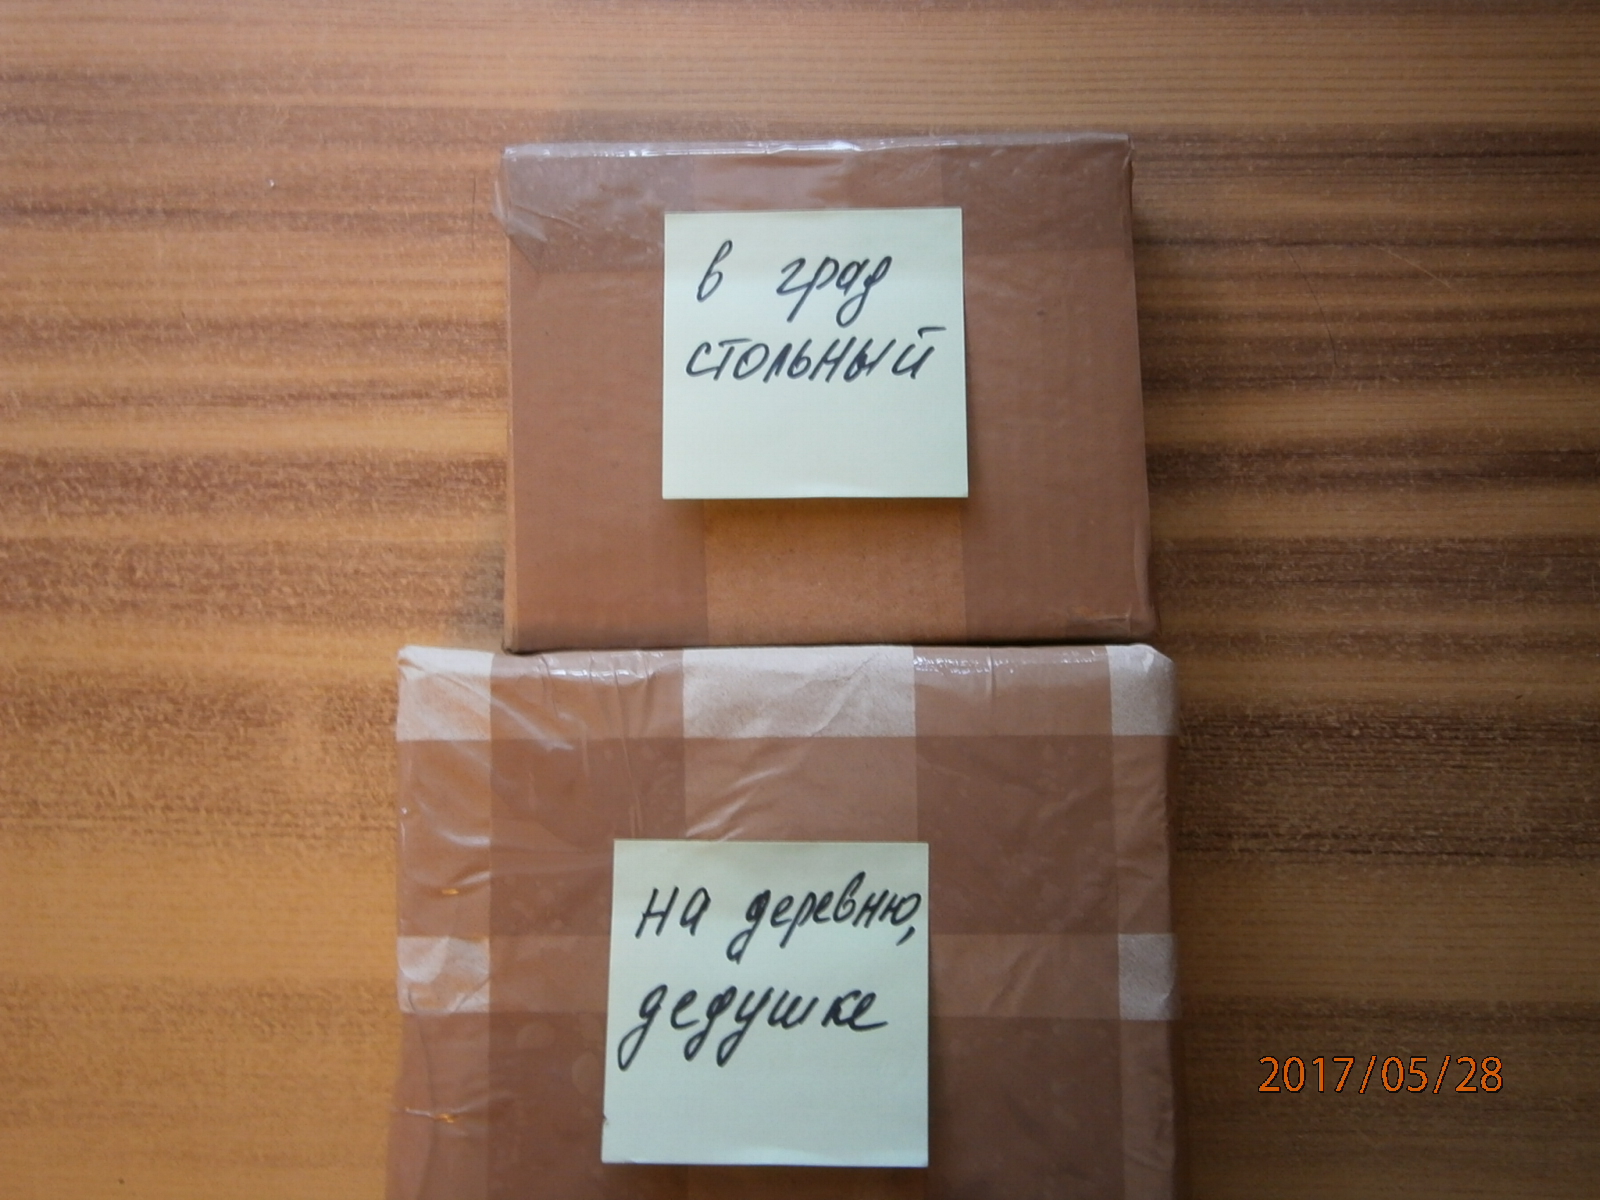 в град
стольный
на деревню,
дедушке
2017/05/28